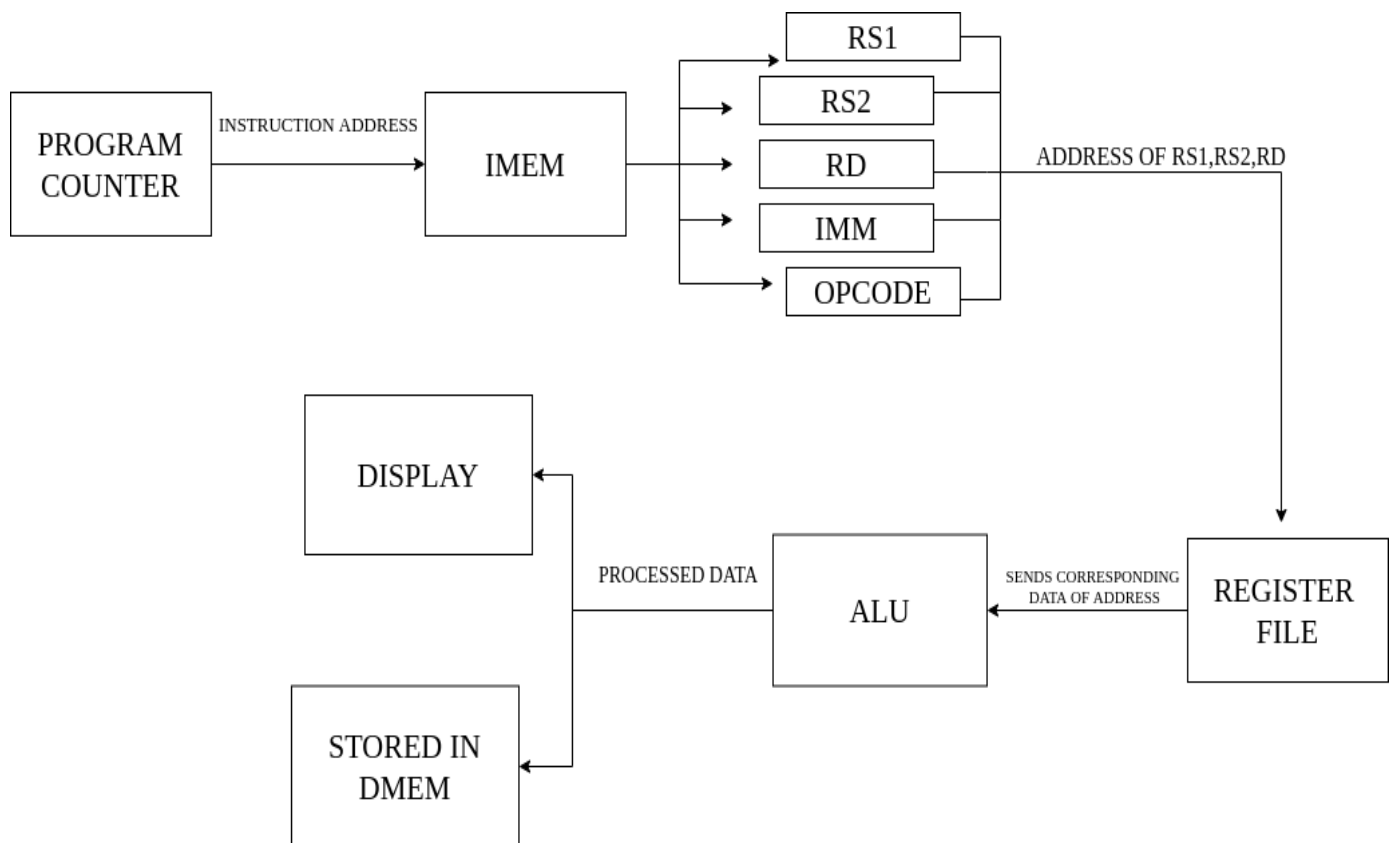 PROGRAM
COUNTER
INSTRUCTION ADDRESS
IMEM
RS1
RS2
RD
IMM
OPCODE
ADDRESS OF RS1,RS2,RD
REGISTER
FILE
SENDS CORRESPONDING
DATA OF ADDRESS
ALU
PROCESSED DATA
DISPLAY
STORED IN
DMEM